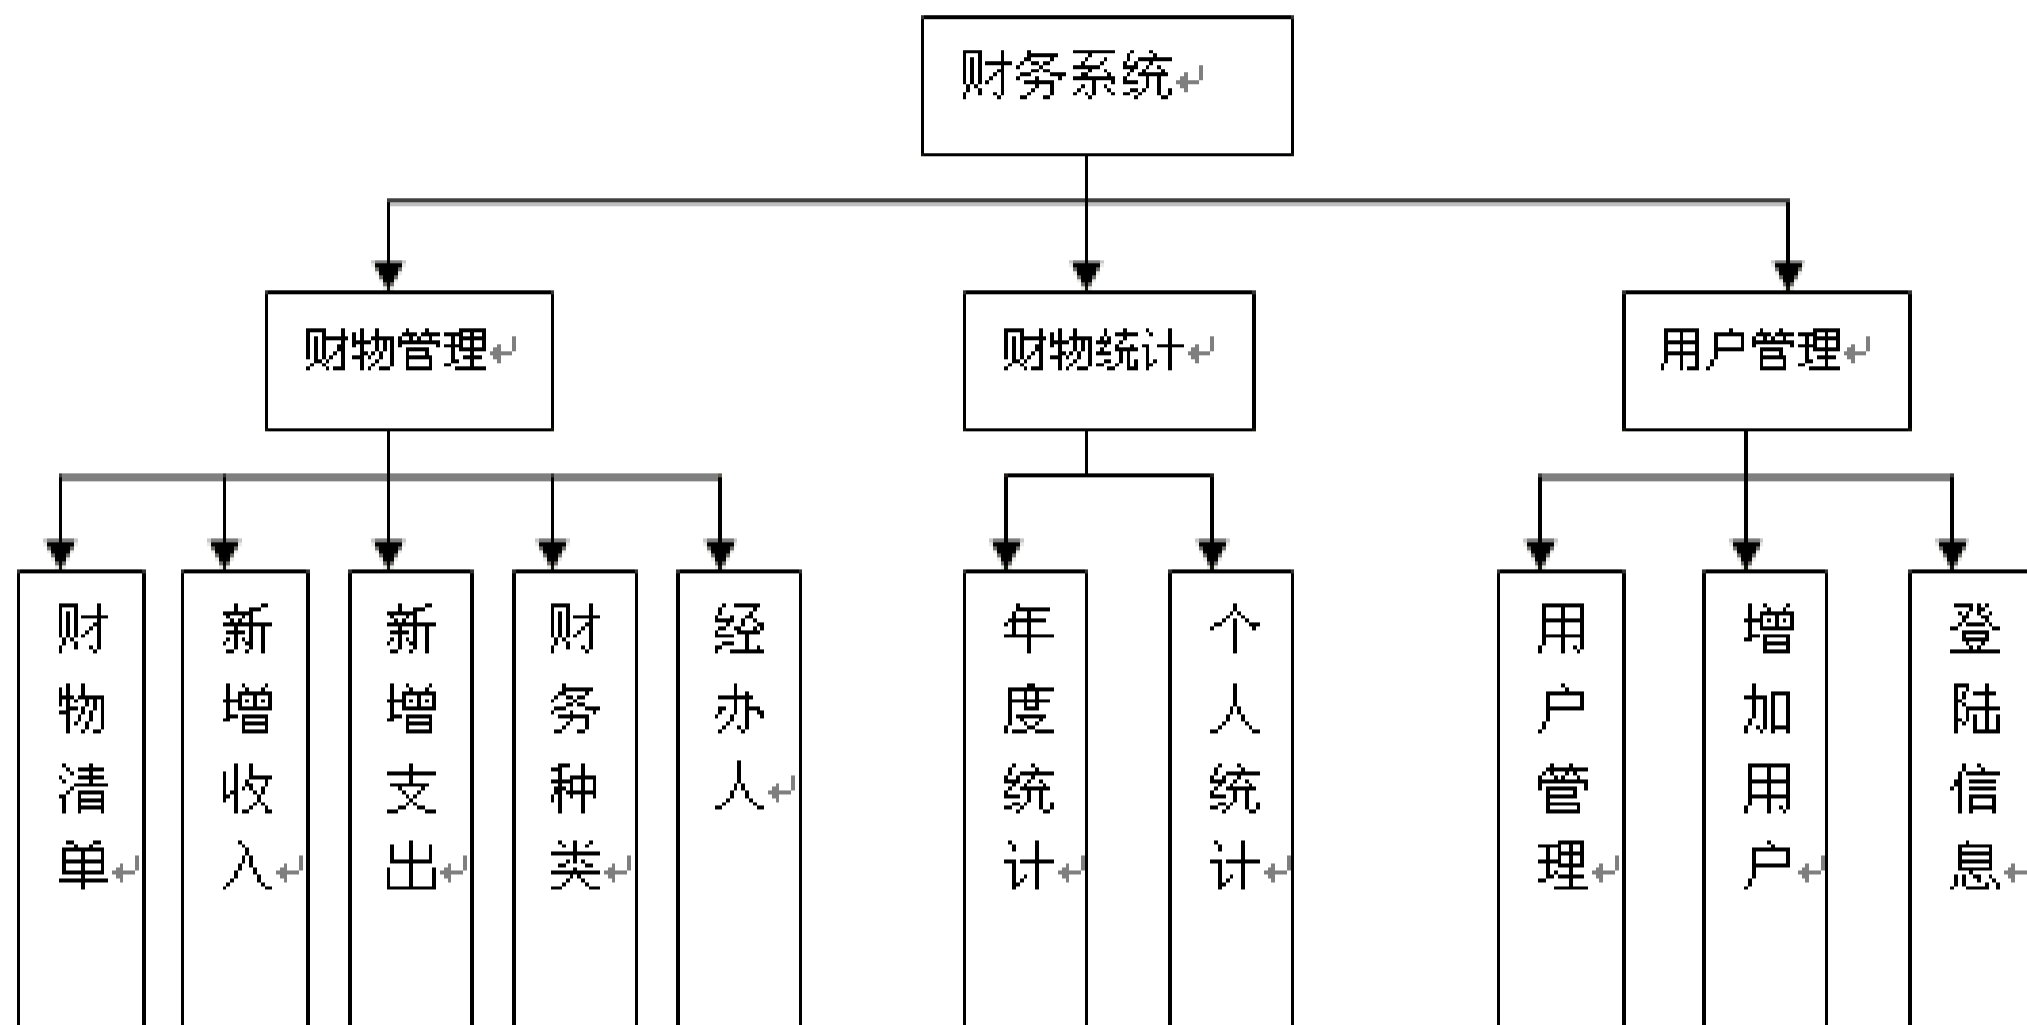 财务系统
财物管理
财物统计
用户管理
财物清单
新增收入
新增支出
财务种类
经办人
年度统计
个人统计
用户管理
增加用户
登陆信息